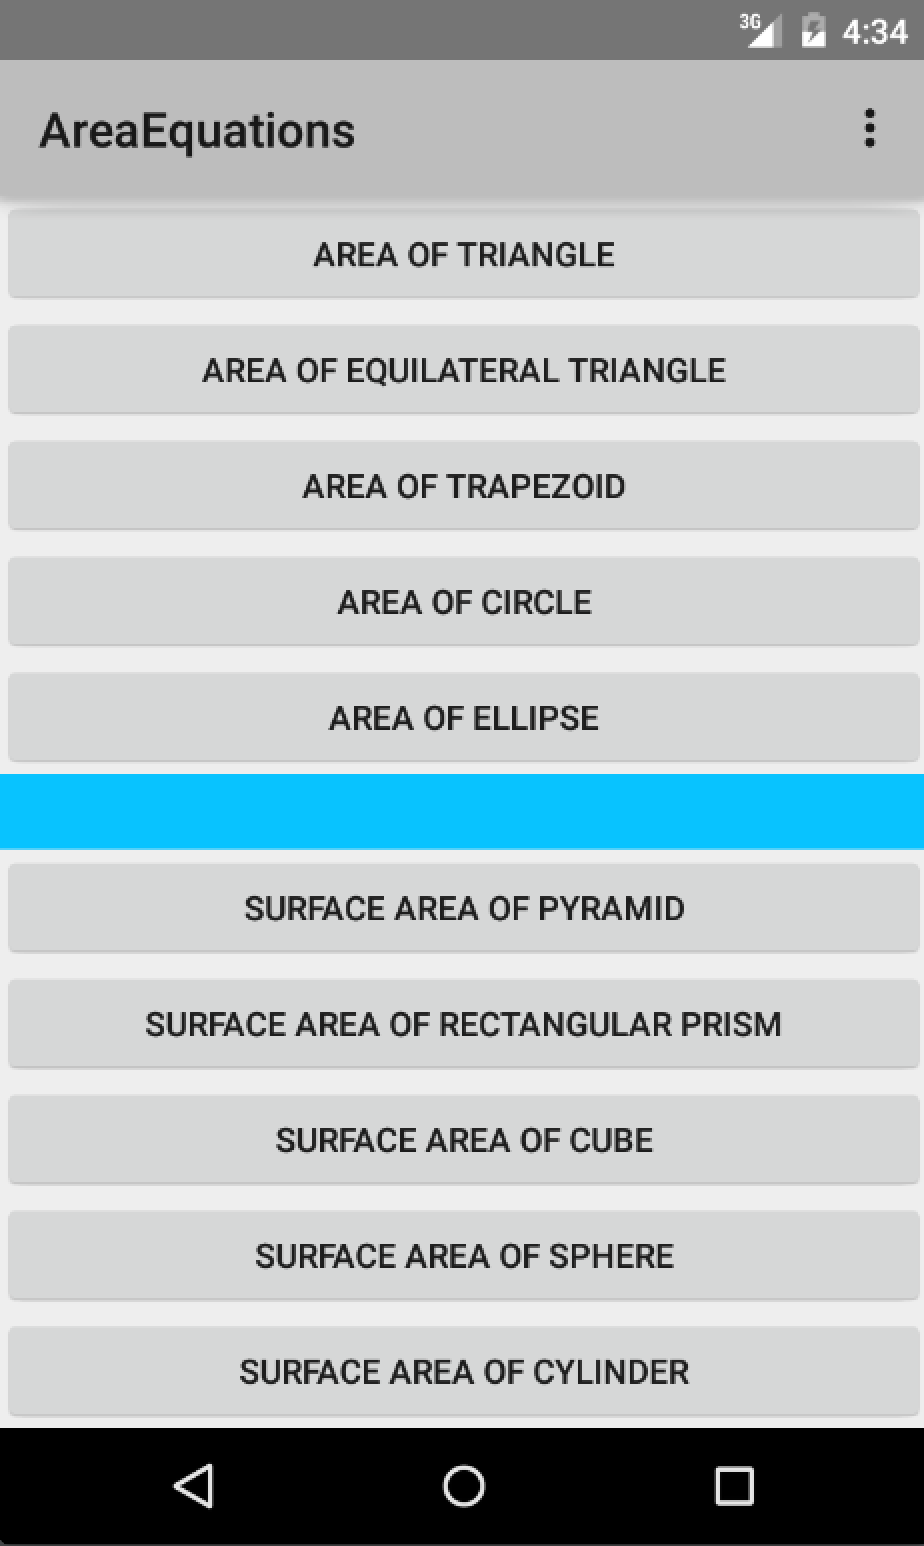 3G 4:34
AreaEquations
AREA OF TRIANGLE
AREA OF EQUILATERAL TRIANGLE
AREA OF TRAPEZOID
AREA OF CIRCLE
AREA OF ELLIPSE
SURFACE AREA OF PYRAMID
SURFACE AREA OF RECTANGULAR PRISM
SURFACE AREA OF CUBE
SURFACE AREA OF SPHERE
SURFACE AREA OF CYLINDER